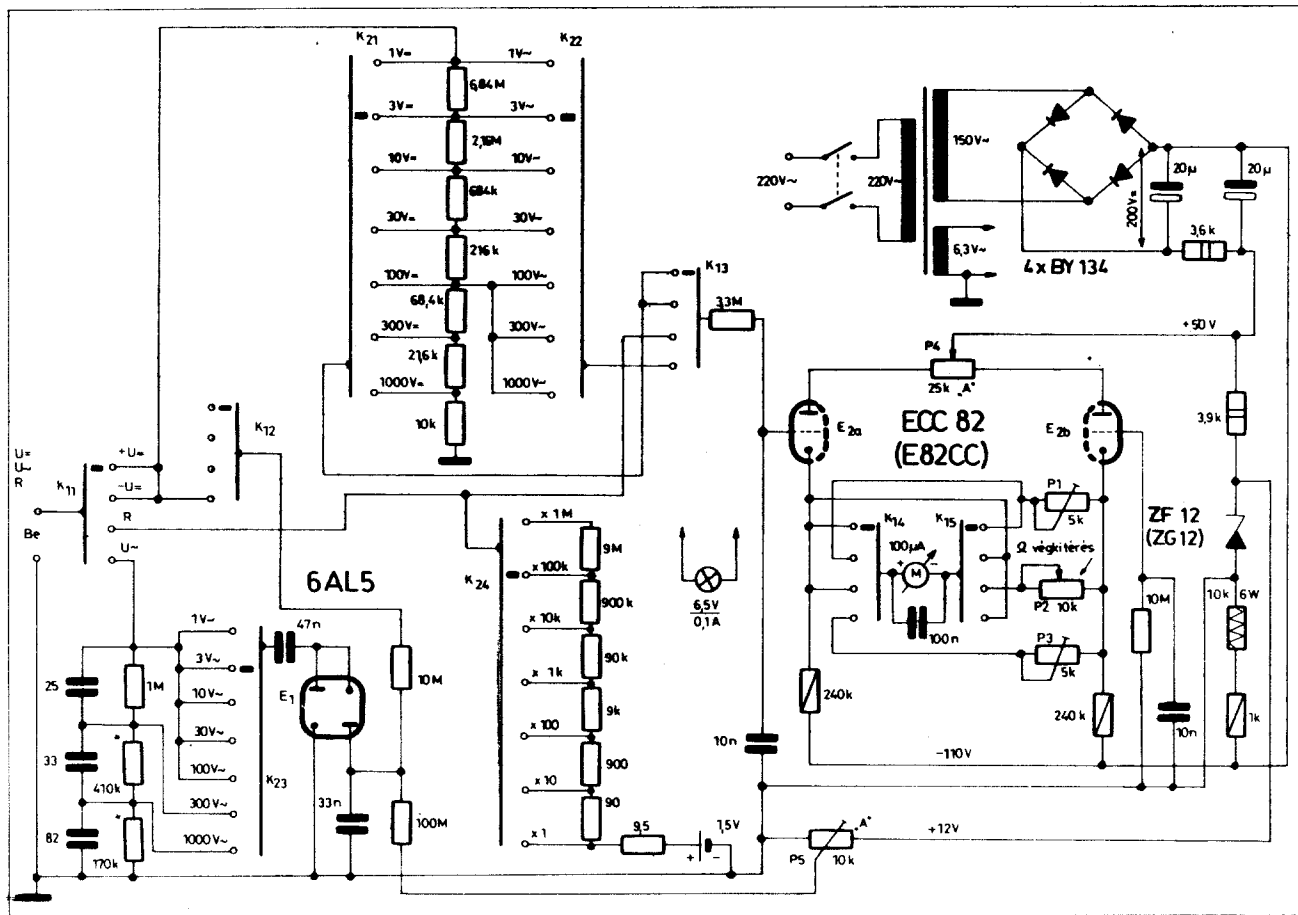 K21
K22
1V=
1V~
6,84M
3V=
3V~
2,16M
10V=
10V~
684k
30V=
30V~
216k
100V=
100V~
68,4k
300V=
300V~
21,6k
1000V=
1000V~
10k
K13
3,3M
220V~
220V~
150V~
6,3V~
200V=
20µ
20µ
3,6k
4xBY 134
+50V
P4
25k "A"
3,9k
E2a
ECC 82
(E82CC)
E2b
K12
U=
U~
R
K11
+U=
-U=
R
U~
Be
K14
100µA
+ M -
K15
100n
P1
5k
Ω végkitérés
P2 10k
P3
5k
ZF 12
(ZG12)
10M
10k 6W
10n
1k
240k
240k
-110V
6AL5
47n
E1
10M
33n
100M
1V~
3V~
10V~
30V~
100V~
300V~
1000V~
K23
25
1M
33
410k
82
170k
K24
x 1M
9M
x 100k
900k
x 10k
90k
x 1k
9k
x 100
900
x 10
90
x 1
9,5
1,5V
+ -
6,5V
0,1A
10n
P5
"A"
10k
+12V